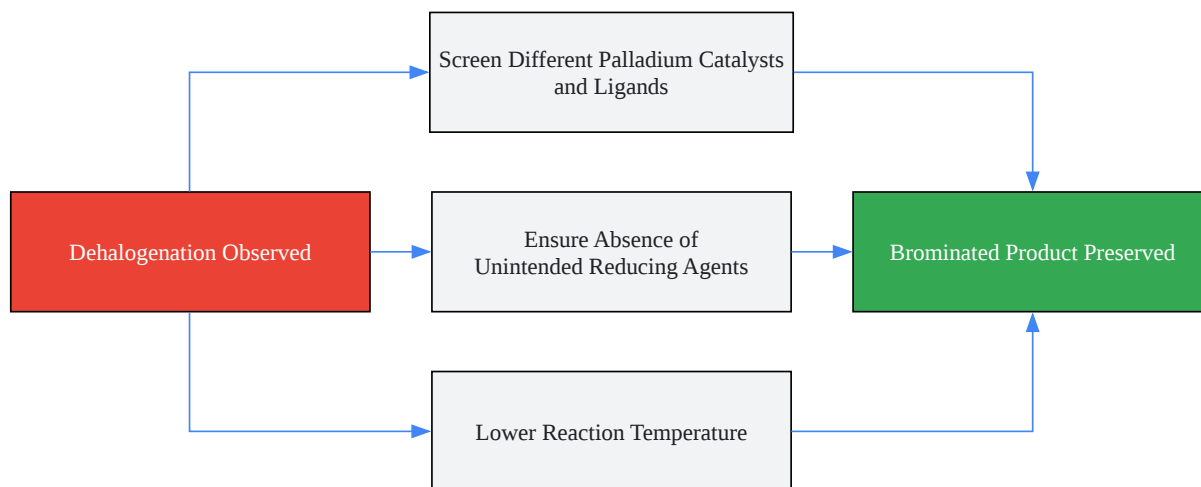 Screen Different Palladium Catalysts
and Ligands
Dehalogenation Observed
Ensure Absence of
Unintended Reducing Agents
Brominated Product Preserved
Lower Reaction Temperature